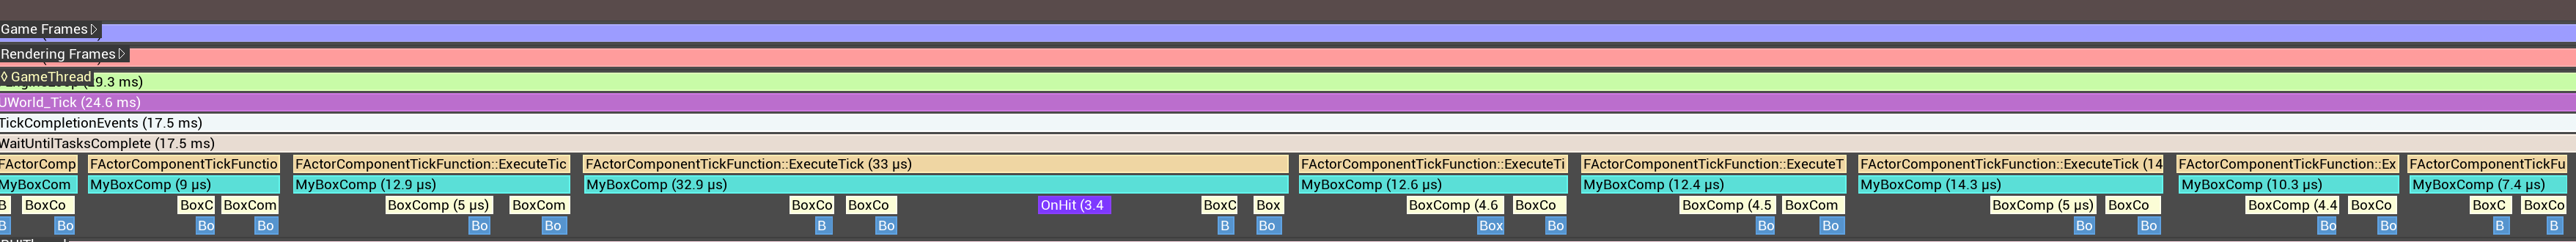 Game Frames
Rendering Frames
GameThread 9.3 ms)
UWorld_Tick (24.6 ms)
TickCompletionEvents (17.5 ms)
WaitUntilTasksComplete (17.5 ms)
FActorComp FActorComponentTickFunctio FActorComponentTickFunction::ExecuteTic FActorComponentTickFunction::ExecuteTick (33 µs) FActorComponentTickFunction::ExecuteTi FActorComponentTickFunction::ExecuteT FActorComponentTickFunction::ExecuteTick (14 FActorComponentTickFunction::Ex FActorComponentTickFu
MyBoxCom MyBoxComp (9 µs) MyBoxComp (12.9 µs) MyBoxComp (32.9 µs) MyBoxComp (12.6 µs) MyBoxComp (12.4 µs) MyBoxComp (14.3 µs) MyBoxComp (10.3 µs) MyBoxComp (7.4 µs)
B BoxCo BoxC BoxCom BoxComp (5 µs) BoxCom BoxCo BoxCo OnHit (3.4 BoxC Box BoxComp (4.6 BoxCo BoxComp (4.5 BoxCom BoxComp (5 µs) BoxCo BoxComp (4.4 BoxCo BoxC BoxCo
B Bo Bo Bo Bo Bo B Bo B Bo Box Bo Bo Bo Bo Bo Bo Bo B B